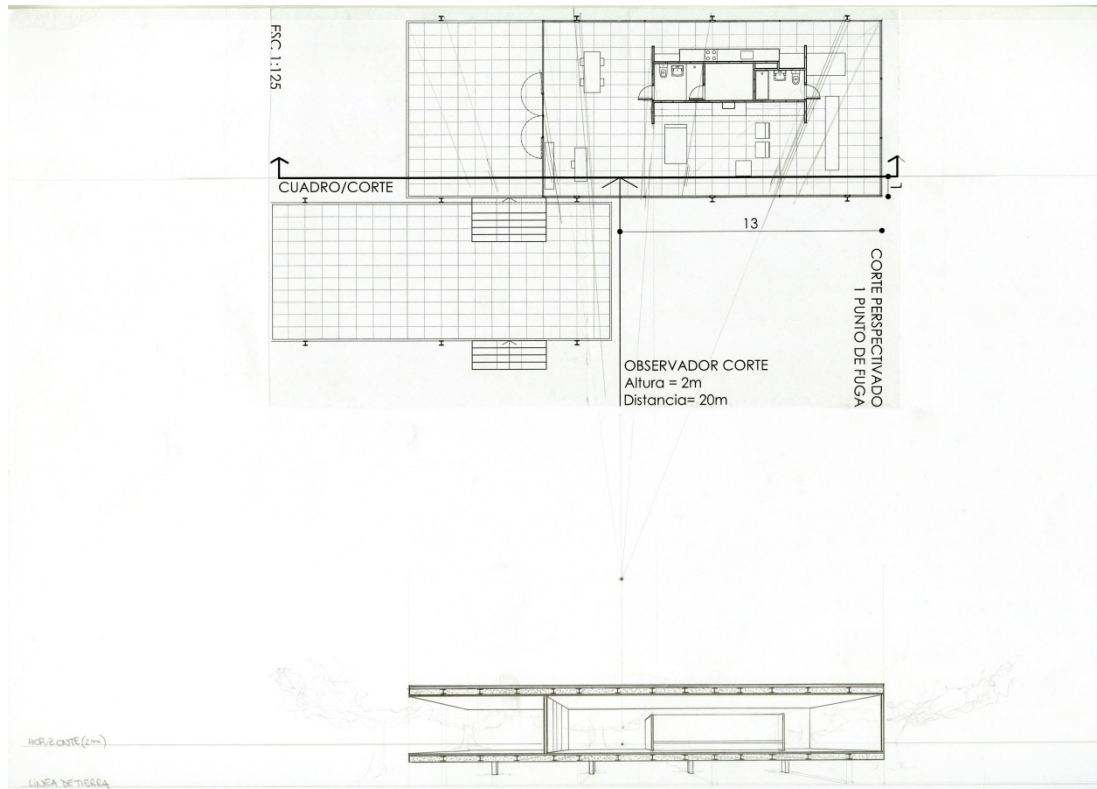 ESC 1:125
CUADRO/CORTE
1
13
CORTE PERSPECTIVADO
1 PUNTO DE FUGA
OBSERVADOR CORTE
Altura = 2m
Distancia= 20m
HORIZONTE (2m)
LÍNEA DE TIERRA